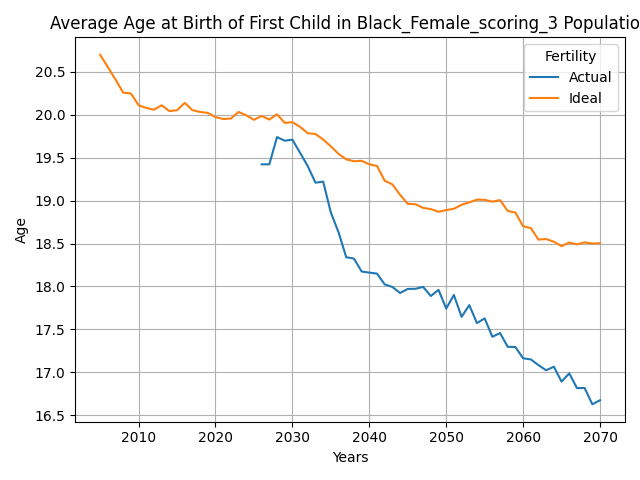 Average Age at Birth of First Child in Black_Female_scoring_3 Populatio
Fertility
Actual
Ideal
Age
20.5
20.0
19.5
19.0
18.5
18.0
17.5
17.0
16.5
2010 2020 2030 2040 2050 2060 2070
Years